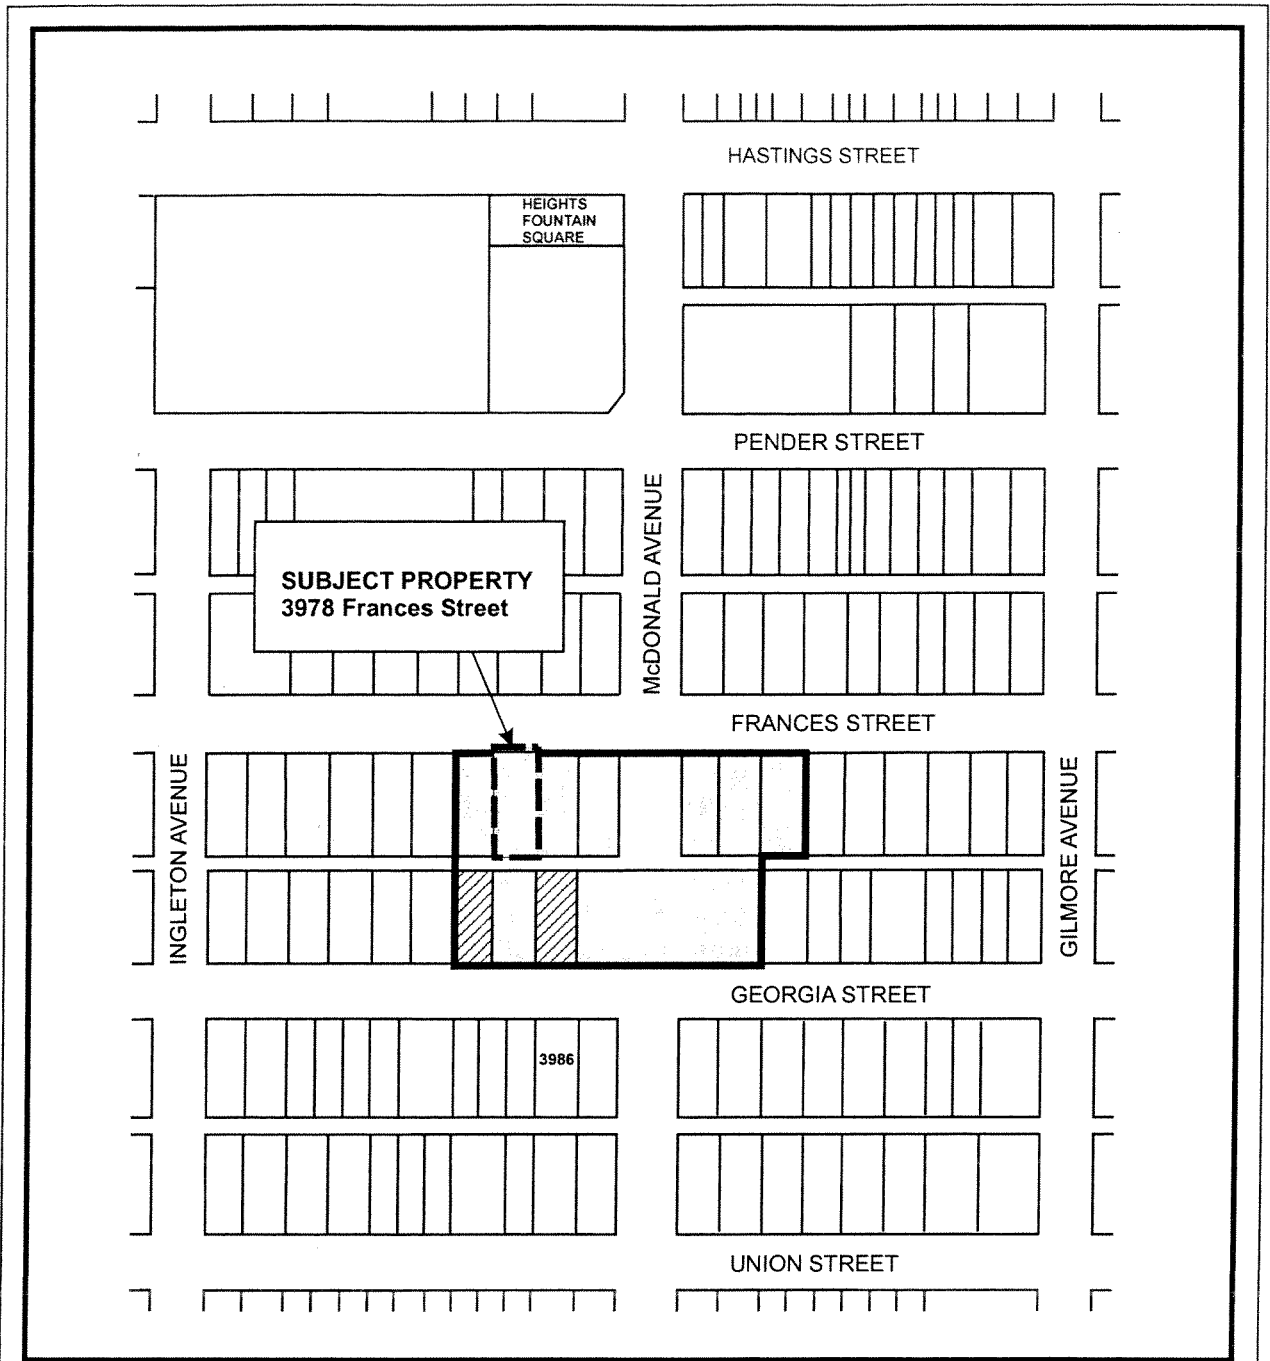 HASTINGS STREET
HEIGHTS
FOUNTAIN
SQUARE
PENDER STREET
McDONALD AVENUE
SUBJECT PROPERTY
3978 Frances Street
FRANCES STREET
INGLETON AVENUE
GILMORE AVENUE
GEORGIA STREET
3986
UNION STREET